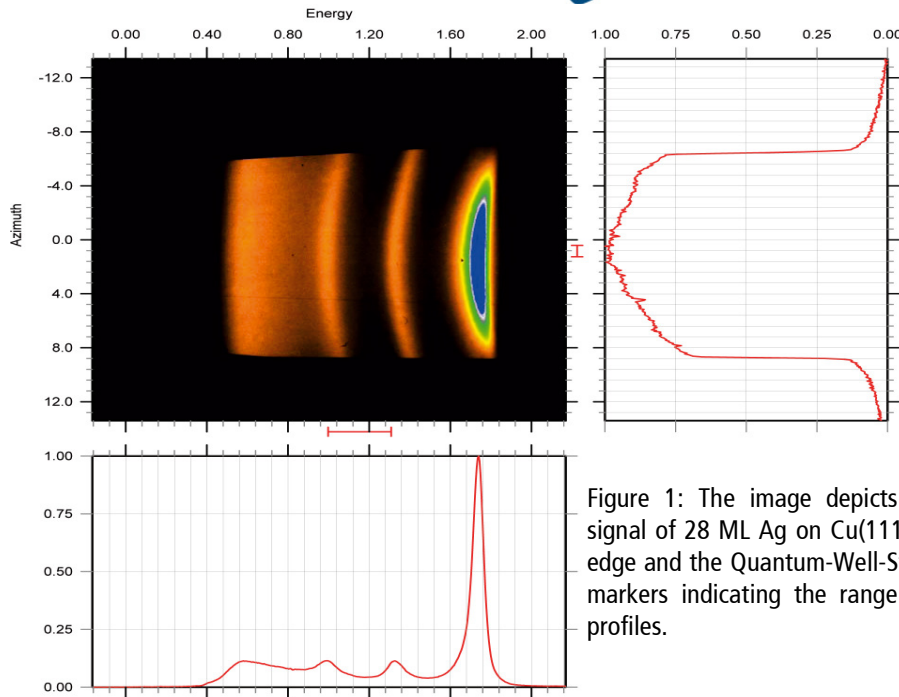 Energy
0.00 0.40 0.80 1.20 1.60 2.00
1.00 0.75 0.50 0.25 0.00
-12.0
-8.0
-4.0
0.0
4.0
8.0
12.0
Azimuth
1.00
0.75
0.50
0.25
0.00
Figure 1: The image depicts
signal of 28 ML Ag on Cu(111
edge and the Quantum-Well-S
markers indicating the range
profiles.